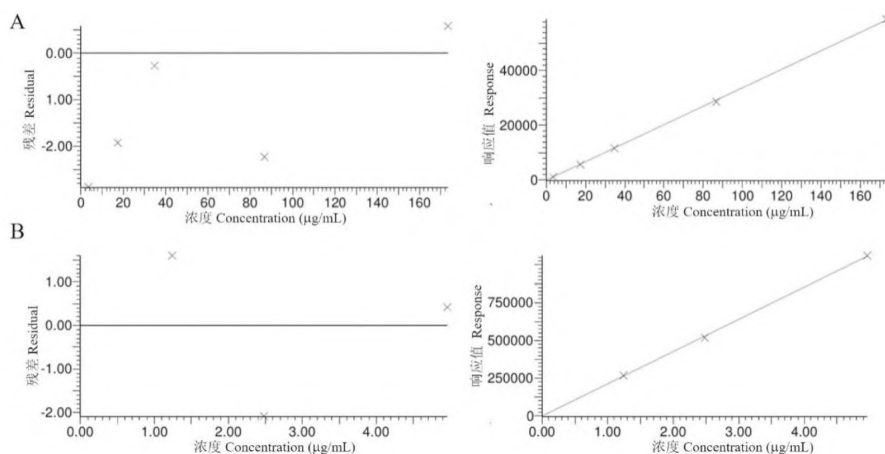 A
0.00
1.00
-2.00
残差 Residual
0 20 40 60 80 100 120 140 160
浓度 Concentration (μg/mL)
40000
20000
0
响应值 Response
0 20 40 60 80 100 120 140 160
浓度 Concentration (μg/mL)
B
1.00
0.00
-1.00
-2.00
残差 Residual
0.00 1.00 2.00 3.00 4.00
浓度 Concentration (μg/mL)
750000
500000
250000
0
响应值 Response
0.00 1.00 2.00 3.00 4.00
浓度 Concentration (μg/mL)